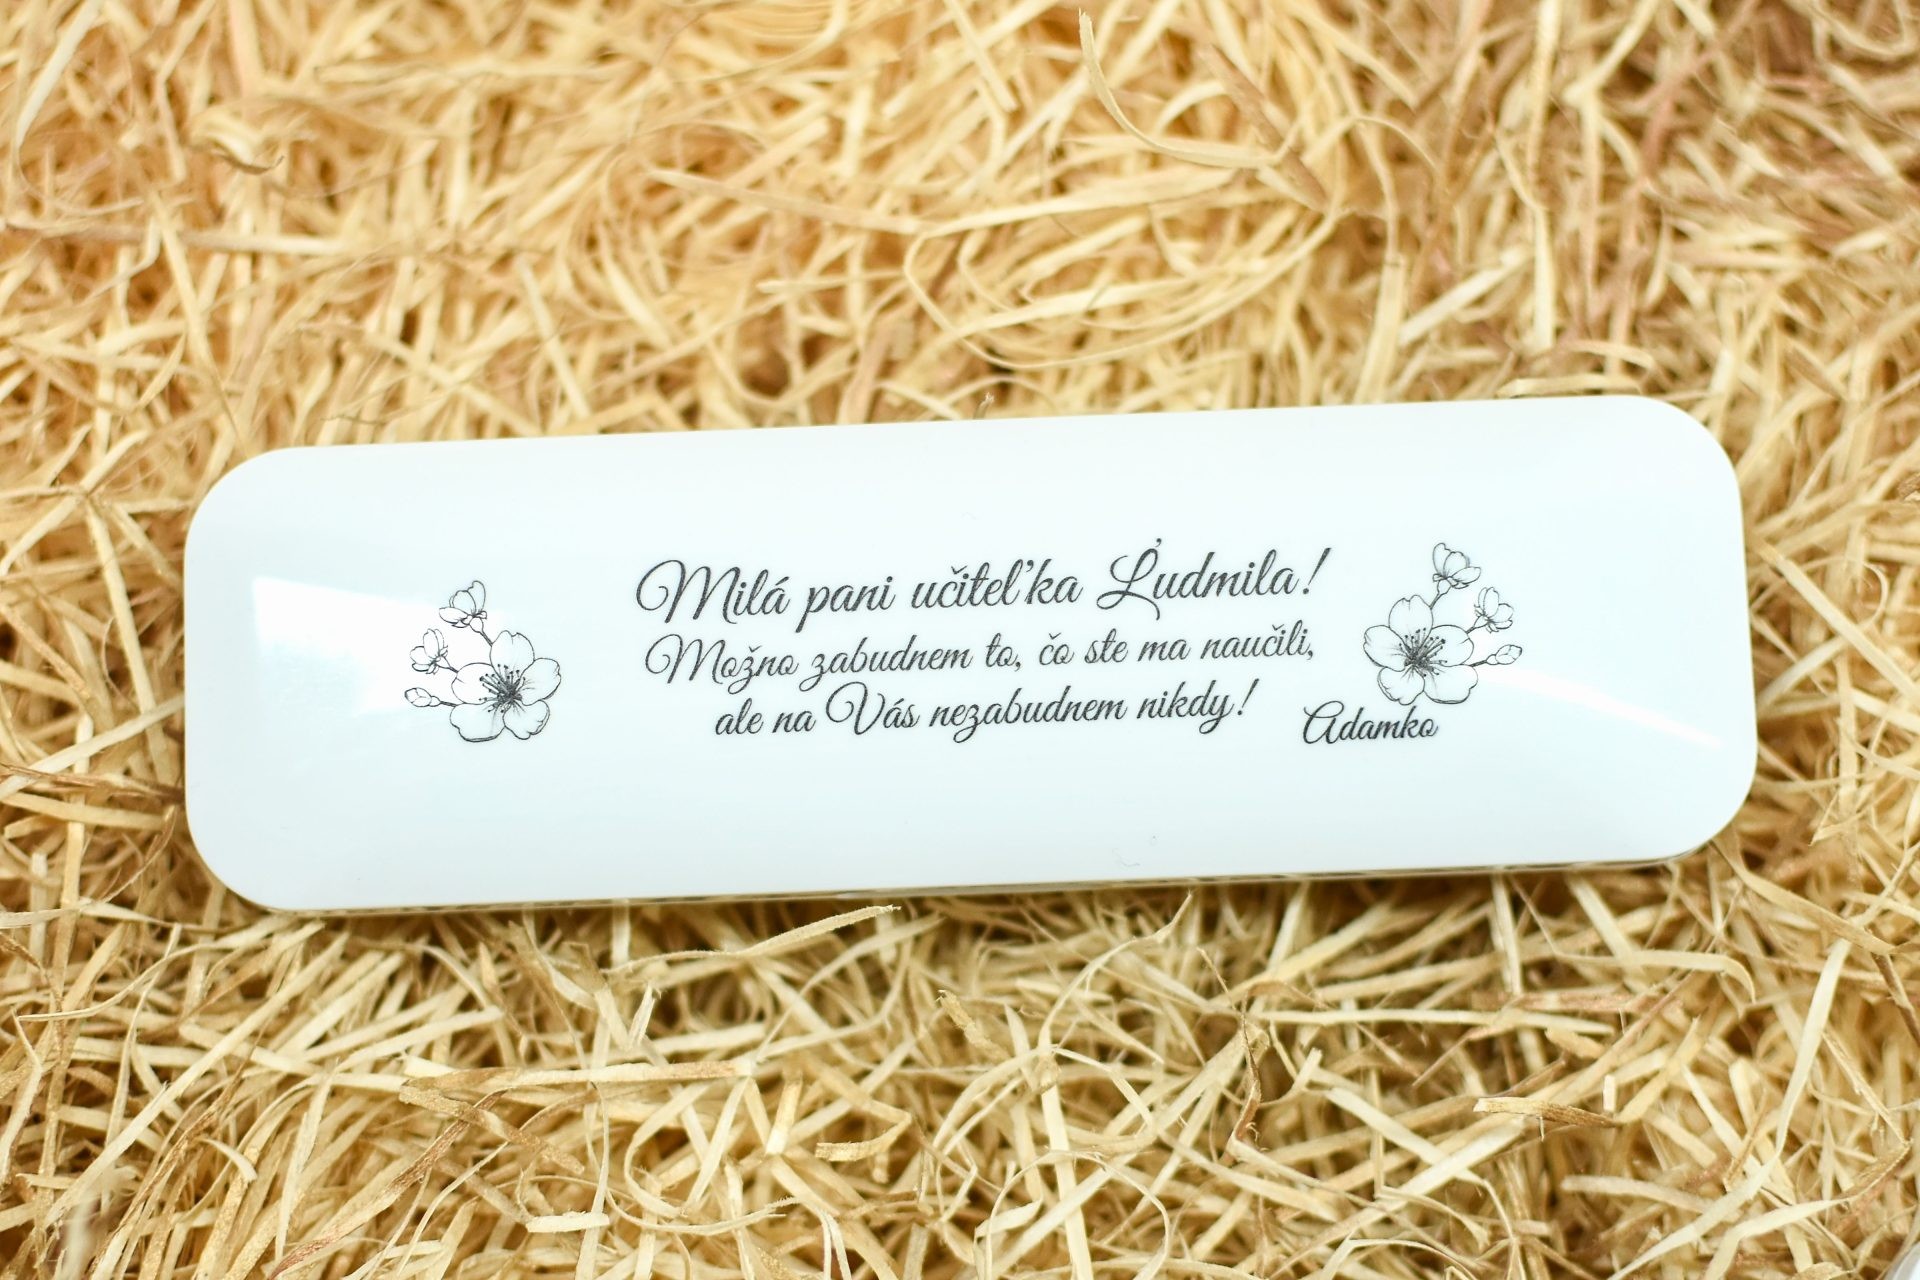 Milá pani učiteľka Ľudmila!
Možno zabudnem to, čo ste ma naučili,
ale na Vás nezabudnem nikdy!
Adamko